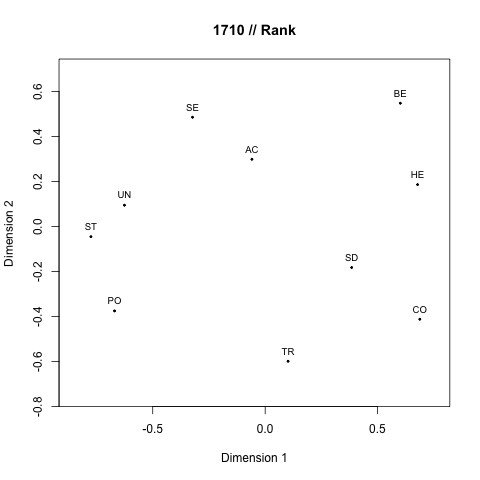 1710 // Rank
BE
SE
AC
HE
UN
ST
SD
PO
CO
TR
0.6
0.4
0.2
0.0
-0.2
-0.4
-0.6
-0.8
Dimension 2
-0.5
0.0
0.5
Dimension 1